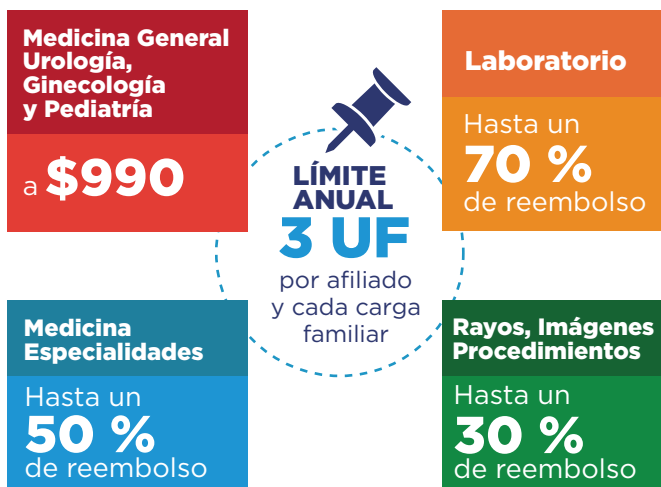 Medicina General
Urología,
Ginecología
y Pediatría
a $990
LÍMITE
ANUAL
3 UF
por afiliado
y cada carga
familiar
Laboratorio
Hasta un
70 %
de reembolso
Medicina
Especialidades
Hasta un
50 %
de reembolso
Rayos, Imágenes
Procedimientos
Hasta un
30 %
de reembolso